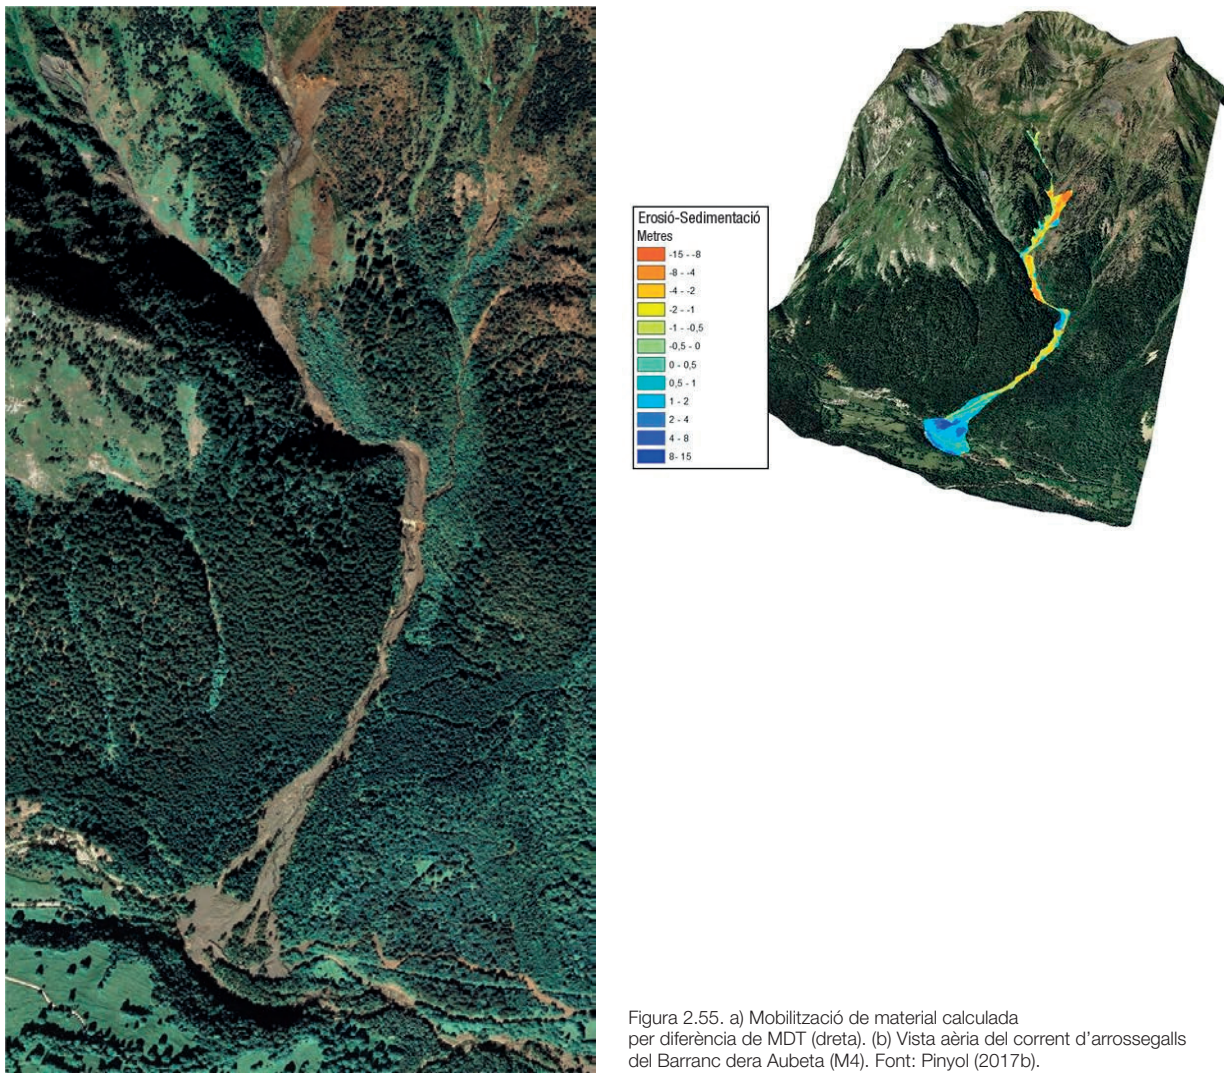 Erosió-Sedimentació
Metres
-15 - -8
-8 - -4
-4 - -2
-2 - -1
-1 - -0,5
-0,5 - 0
0 - 0,5
0,5 - 1
1 - 2
2 - 4
4 - 8
8- 15
Figura 2.55. a) Mobilització de material calculada
per diferència de MDT (dreta). (b) Vista aèria del corrent d’arrossegalls
del Barranc dera Aubeta (M4). Font: Pinyol (2017b).